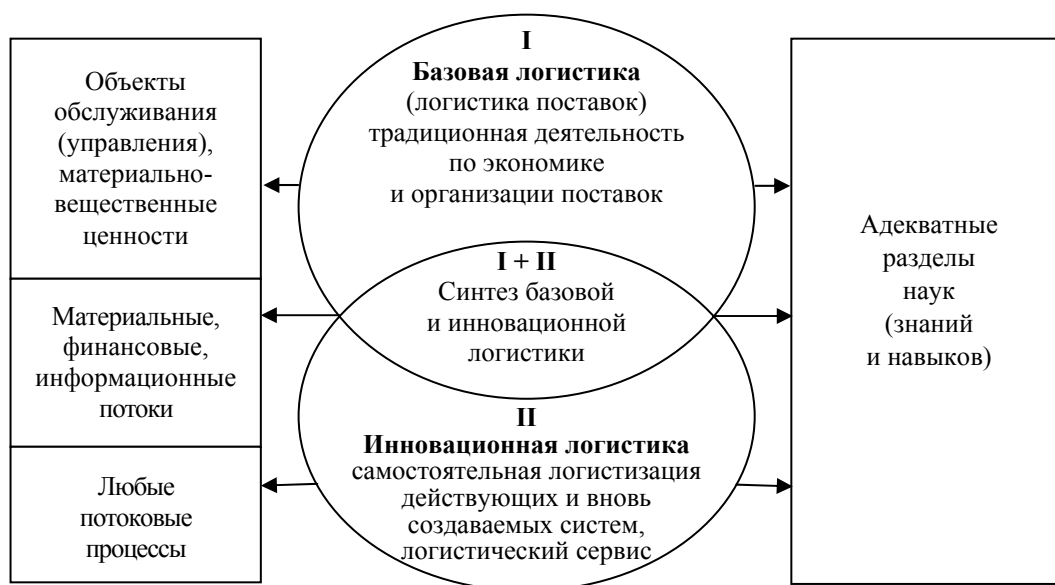 Объекты
обслуживания
(управления),
материально-
вещественные
ценности
Материальные,
финансовые,
информационные
потоки
Любые
потоковые
процессы
I
Базовая логистика
(логистика поставок)
традиционная деятельность
по экономике
и организации поставок
I + II
Синтез базовой
и инновационной
логистики
II
Инновационная логистика
самостоятельная логистизация
действующих и вновь
создаваемых систем,
логистический сервис
Адекватные
разделы
наук
(знаний
и навыков)